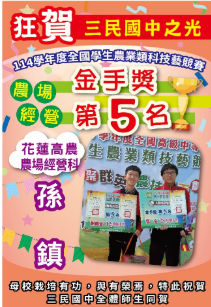 狂賀 三民國中之光
114學年度全國學生農業類科技藝競賽
農場
經營
金手獎
第5名
花蓮高農
農場經營科
孫
鎮
母校栽培有功，與有榮焉，特此祝賀
三民國中全體師生同賀